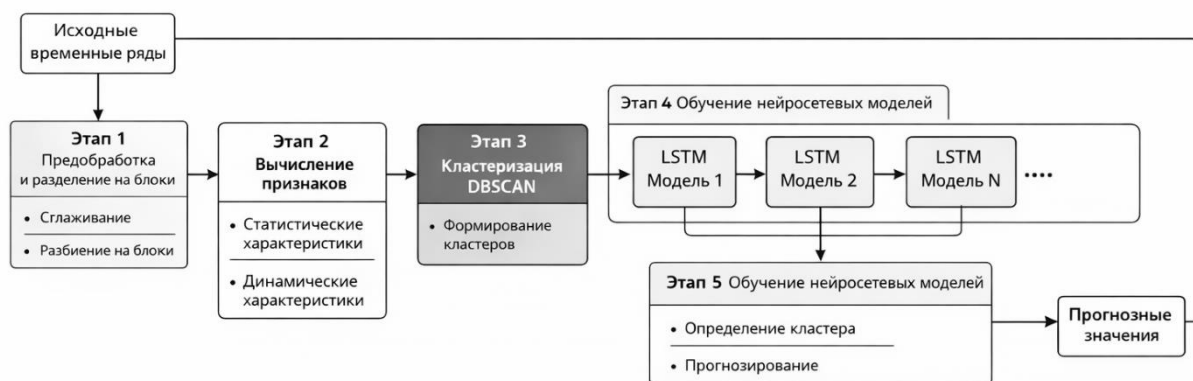 Исходные
временные ряды
Этап 1
Предобработка
и разделение на блоки
• Сглаживание
• Разбиение на блоки
Этап 2
Вычисление
признаков
• Статистические
характеристики
• Динамические
характеристики
Этап 3
Кластеризация
DBSCAN
• Формирование
кластеров
Этап 4 Обучение нейросетевых моделей
LSTM
Модель 1
LSTM
Модель 2
LSTM
Модель N
....
Этап 5 Обучение нейросетевых моделей
• Определение кластера
• Прогнозирование
Прогнозные
значения